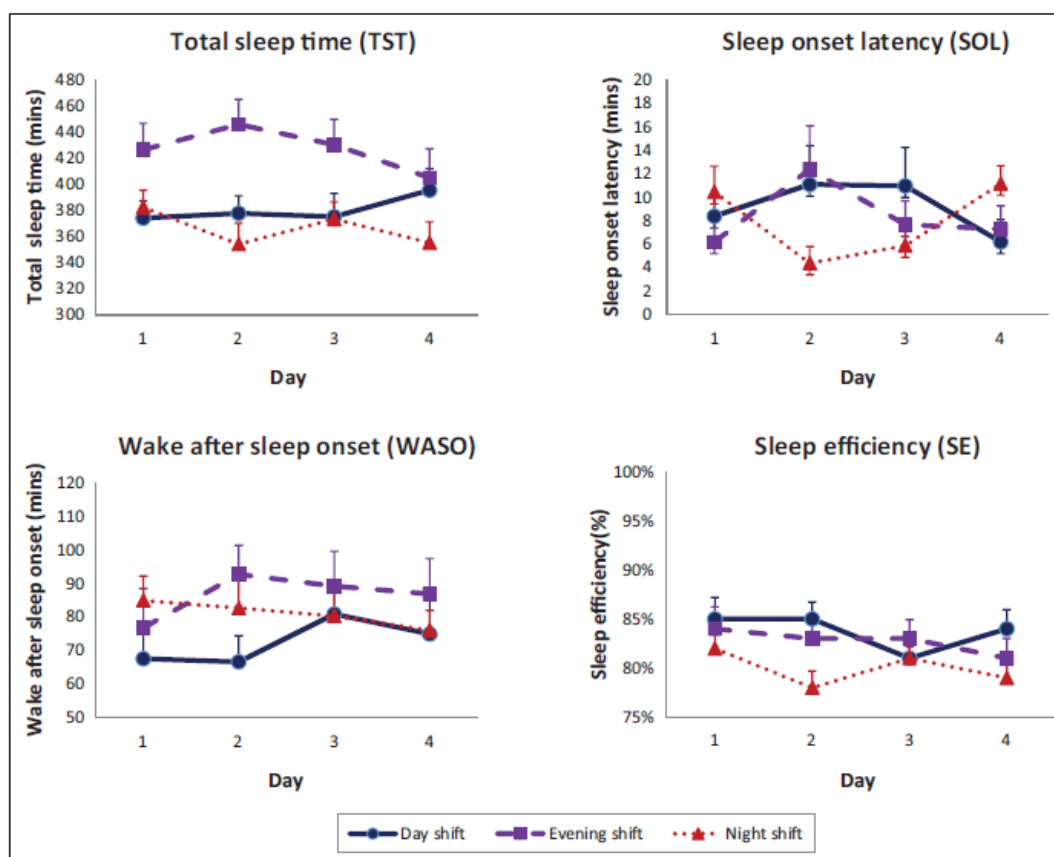 Total sleep time (TST)
Total sleep time (mins)
480
460
440
420
400
380
360
340
320
300
1 2 3 4
Day
Sleep onset latency (SOL)
Sleep onset latency (mins)
20
18
16
14
12
10
8
6
4
2
0
1 2 3 4
Day
Wake after sleep onset (WASO)
Wake after sleep onset (mins)
120
110
100
90
80
70
60
50
1 2 3 4
Day
Sleep efficiency (SE)
Sleep efficiency(%)
100%
95%
90%
85%
80%
75%
1 2 3 4
Day
Day shift Evening shift Night shift